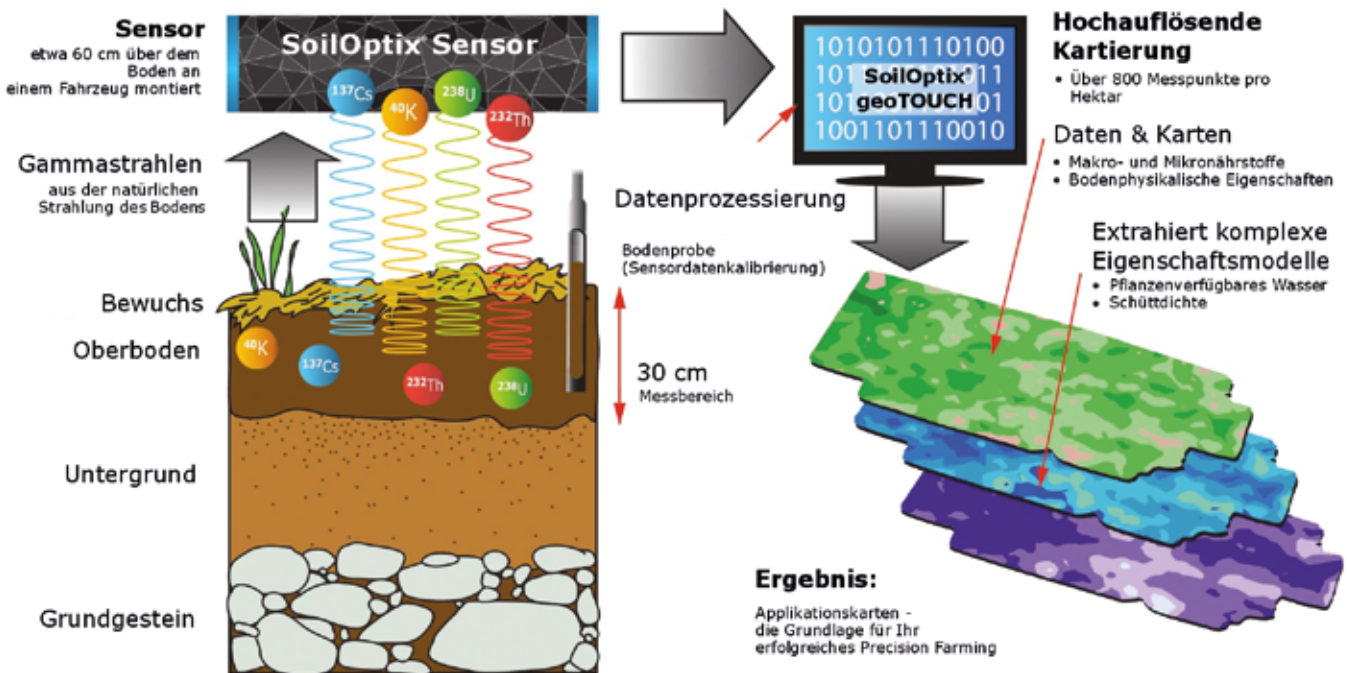 Sensor
etwa 60 cm über dem
Boden an
einem Fahrzeug montiert
SoilOptix® Sensor
137Cs
40K
238U
232Th
Gammastrahlen
aus der natürlichen
Strahlung des Bodens
Bewuchs
Oberboden
40K
137Cs
232Th
238U
Untergrund
Grundgestein
1010101110100
SoilOptix®
geoTOUCH
1001101110010
Datenprozessierung
Bodenprobe
(Sensordatenkalibrierung)
30 cm
Messbereich
Hochauflösende
Kartierung
• Über 800 Messpunkte pro
Hektar
Daten & Karten
• Makro- und Mikronährstoffe
• Bodenphysikalische Eigenschaften
Extrahiert komplexe
Eigenschaftsmodelle
• Pflanzenverfügbares Wasser
• Schüttdichte
Ergebnis:
Applikationskarten -
die Grundlage für Ihr
erfolgreiches Precision Farming